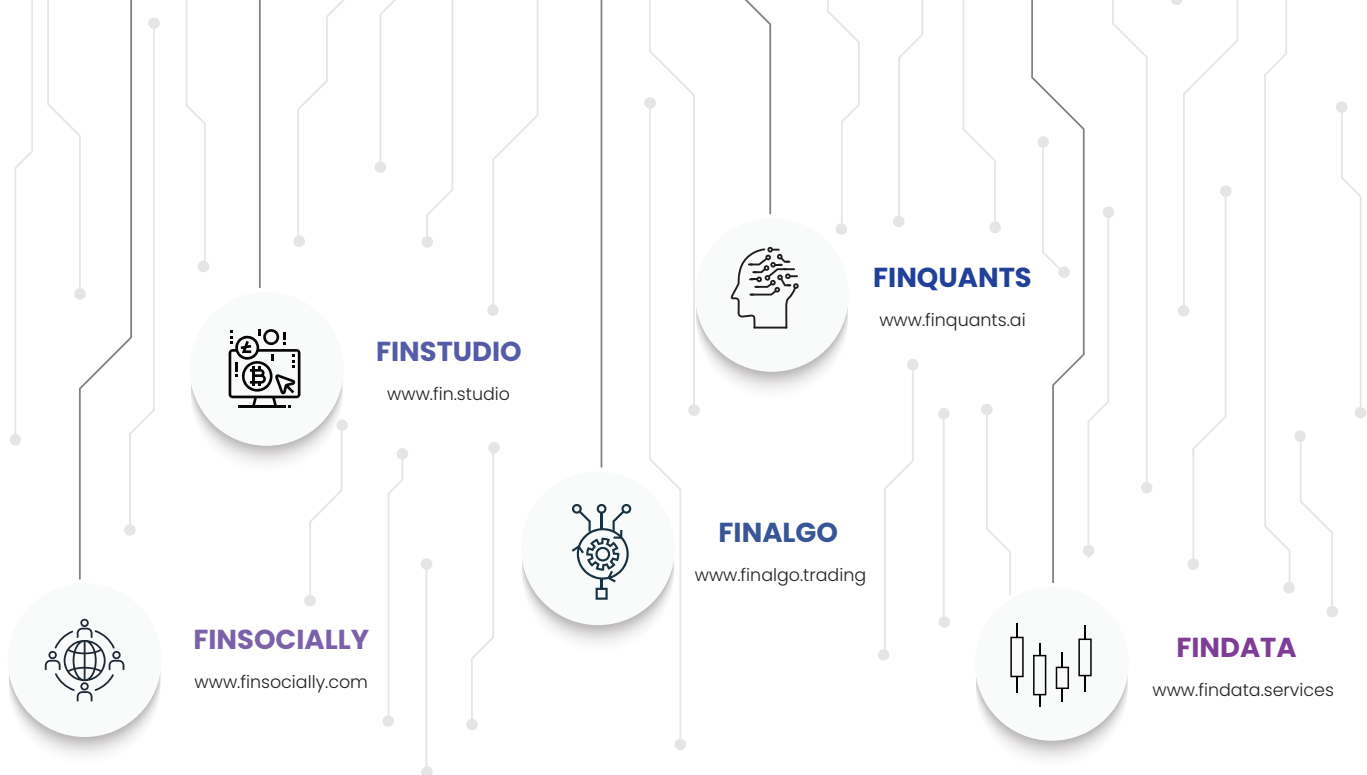 FINQUANTS
www.finquants.ai
FINSTUDIO
www.fin.studio
FINALGO
www.finalgo.trading
FINSOCIALLY
www.finsocially.com
FINDATA
www.findata.services